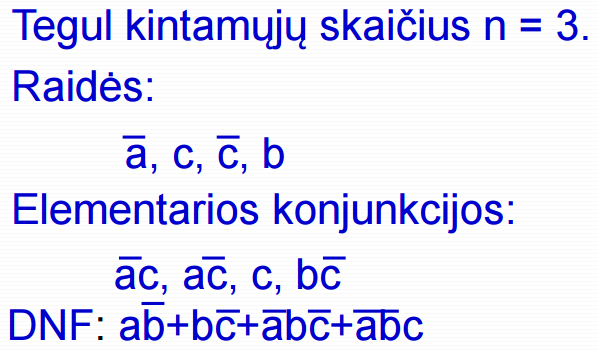 Tegul kintamųjų skaičius n = 3.
Raidės:
a̅, c, c̅, b
Elementarios konjunkcijos:
a̅c, ac̅, c, bc̅
DNF: ab̅+bc̅+a̅bc̅+a̅b̅c